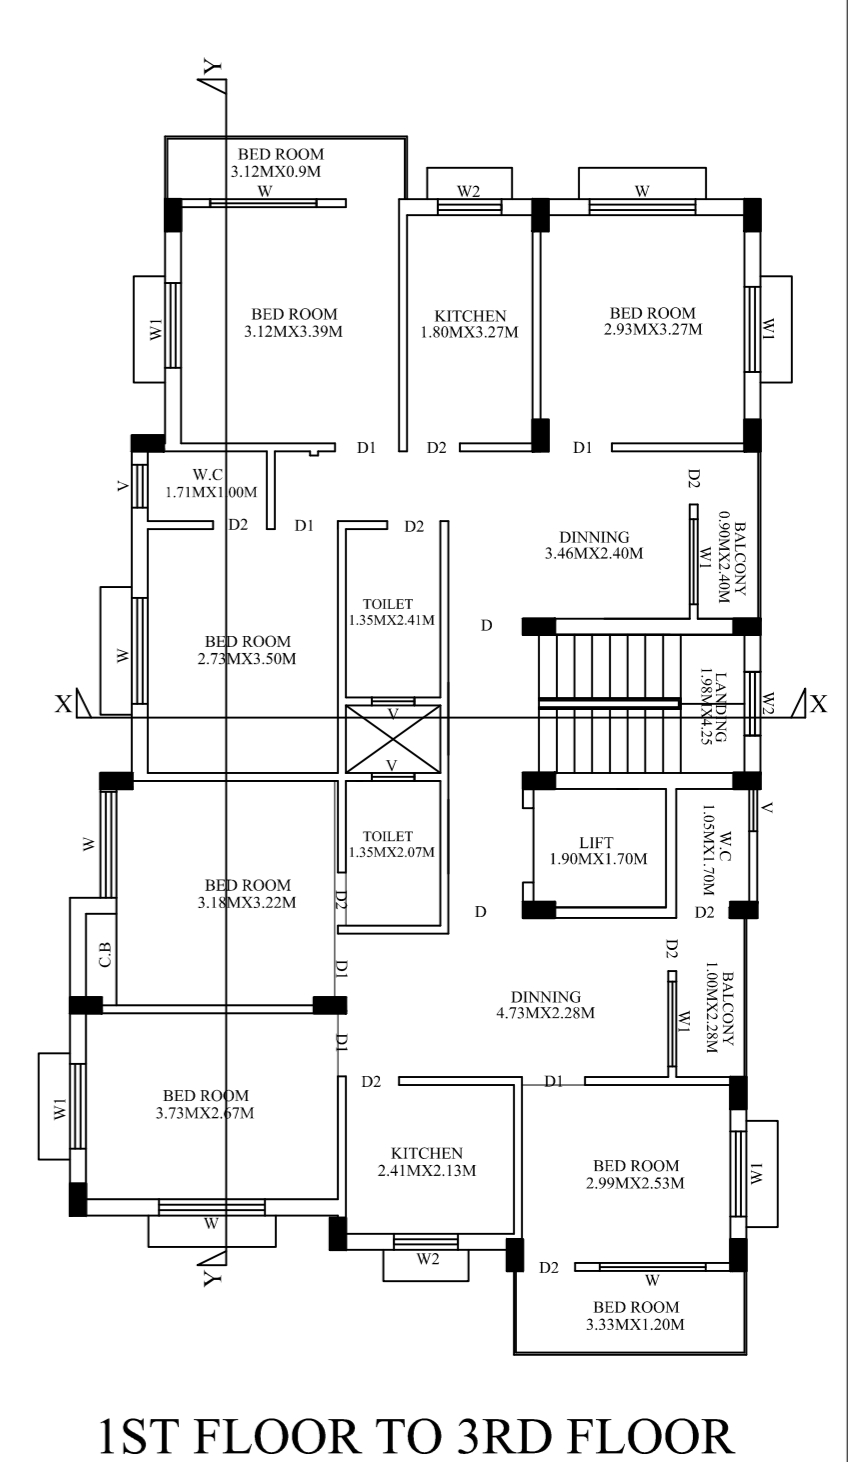 Y
BED ROOM
3.12MX0.9M
W
W2
W
BED ROOM
3.12MX3.39M
KITCHEN
1.80MX3.27M
BED ROOM
2.93MX3.27M
W1
W1
D1
D2
D1
V
W.C
1.71MX1.00M
D2
D2
D1
D2
DINNING
3.46MX2.40M
W1
BALCONY
0.90MX2.40M
TOILET
1.35MX2.41M
D
W
BED ROOM
2.73MX3.50M
X
V
LANDING
1.98MX4.25
W2
X
V
W
TOILET
1.35MX2.07M
LIFT
1.90MX1.70M
W.C
1.05MX1.70M
V
BED ROOM
3.18MX3.22M
D2
D
D2
C.B
D1
D2
DINNING
4.73MX2.28M
W1
BALCONY
1.00MX2.28M
D1
D2
D1
W1
BED ROOM
3.73MX2.67M
KITCHEN
2.41MX2.13M
BED ROOM
2.99MX2.53M
W1
W
W2
D2
W
Y
BED ROOM
3.33MX1.20M
1ST FLOOR TO 3RD FLOOR